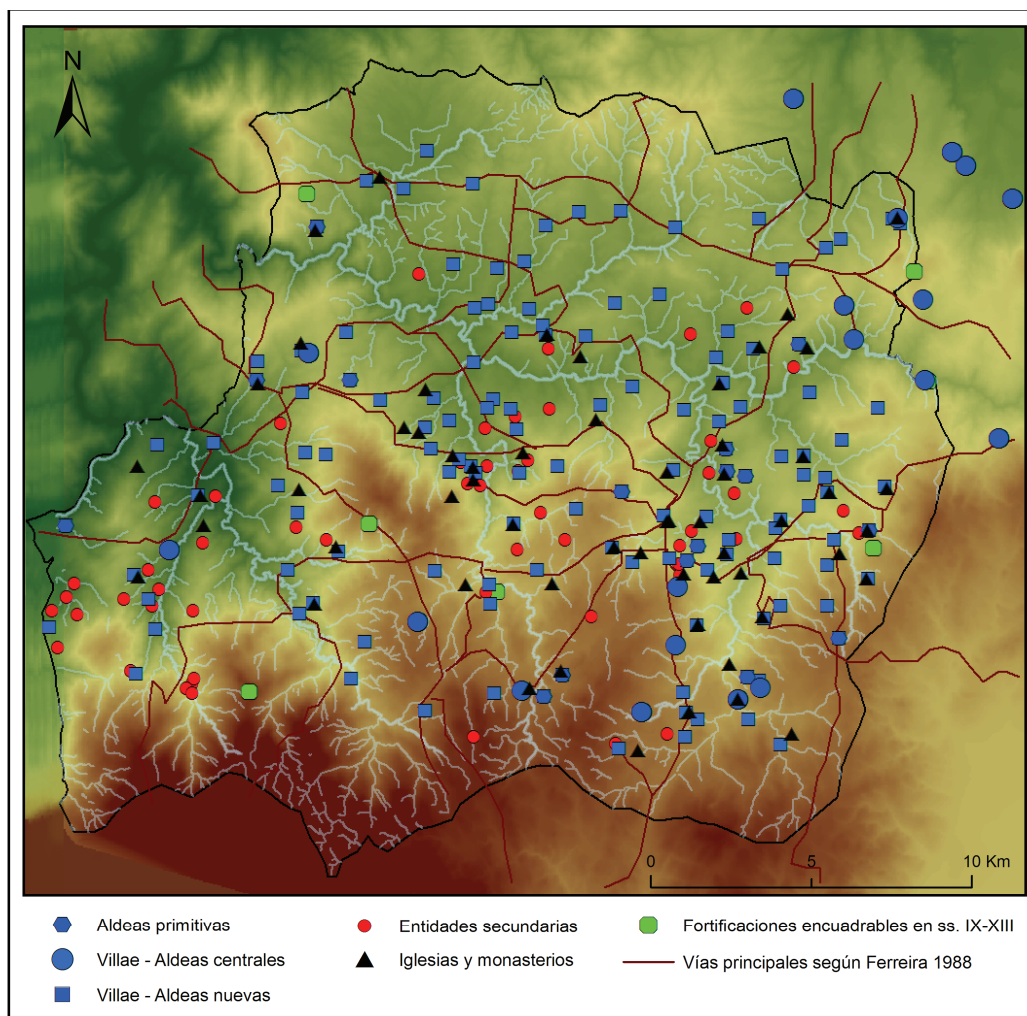 N
0 5 10 Km
Aldeas primitivas
Villae - Aldeas centrales
Villae - Aldeas nuevas
Entidades secundarias
Iglesias y monasterios
Fortificaciones encuadrables en ss. IX-XIII
Vías principales según Ferreira 1988